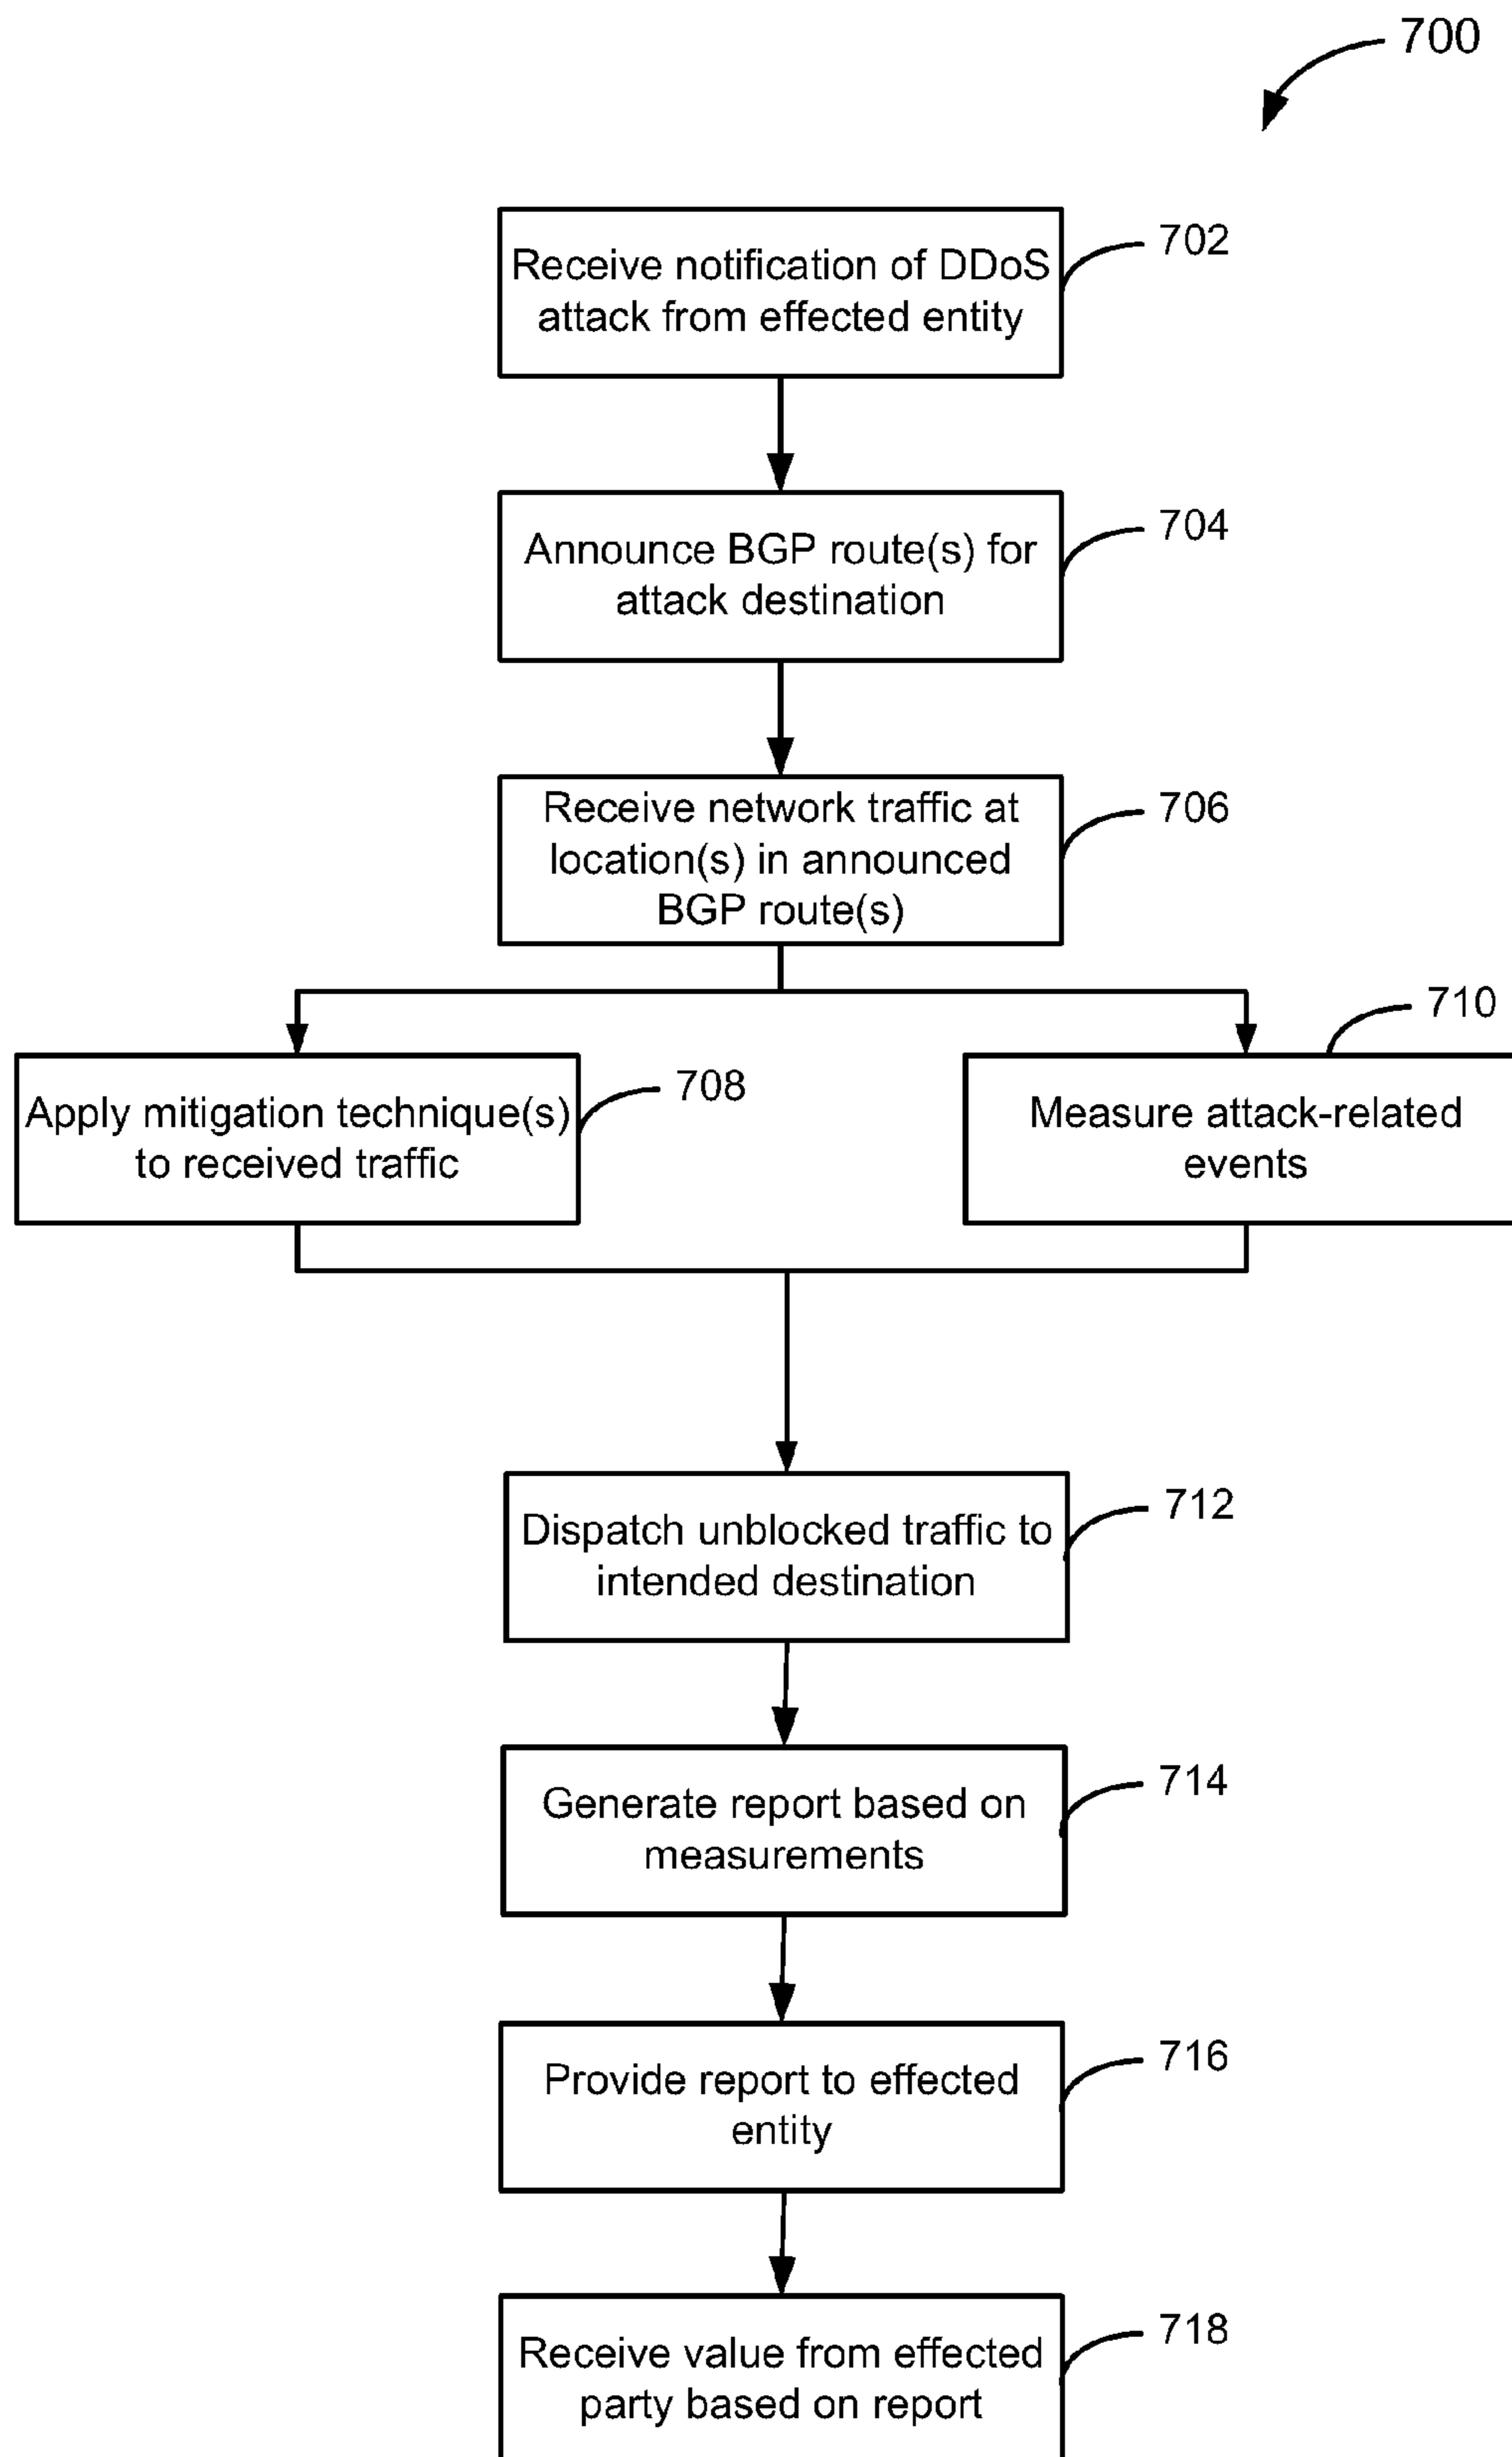 700
Receive notification of DDoS
attack from effected entity
702
Announce BGP route(s) for
attack destination
704
Receive network traffic at
location(s) in announced
BGP route(s)
706
Apply mitigation technique(s)
to received traffic
708
Measure attack-related
events
710
Dispatch unblocked traffic to
intended destination
712
Generate report based on
measurements
714
Provide report to effected
entity
716
Receive value from effected
party based on report
718